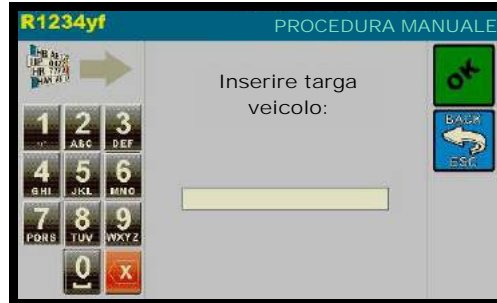 R1234yf
PROCEDURA MANUALE
Inserire targa
veicolo:
OK
BACK
ESC
1
2 ABC
3 DEF
4 GHI
5 JKL
6 MNO
7 PQRS
8 TUV
9 WXYZ
0
X